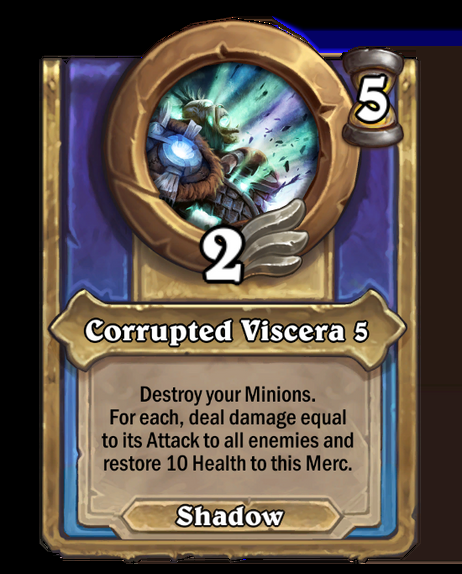 5
2
Corrupted Viscera 5
Destroy your Minions.
For each, deal damage equal
to its Attack to all enemies and
restore 10 Health to this Merc.
Shadow